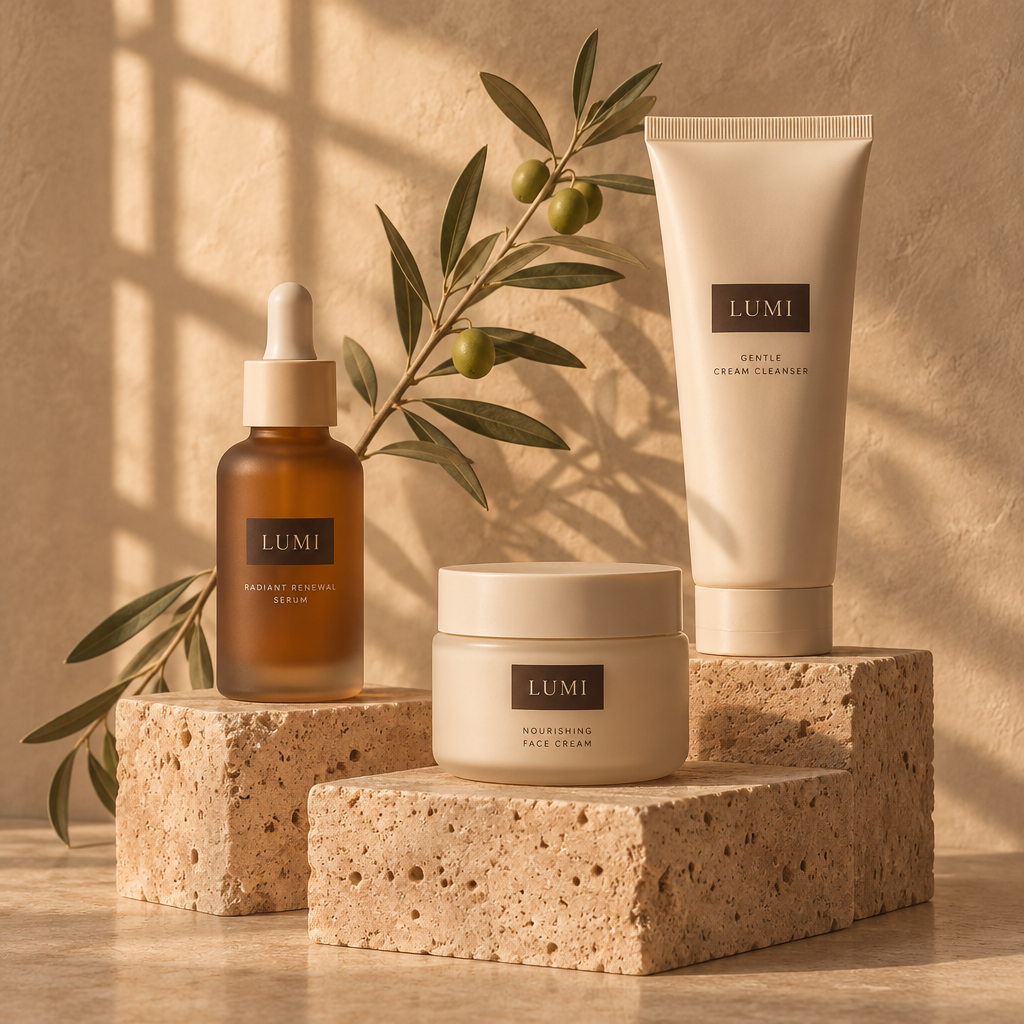 LUMI
RADIANT RENEWAL
SERUM
LUMI
NOURISHING
FACE CREAM
LUMI
GENTLE
CREAM CLEANSER